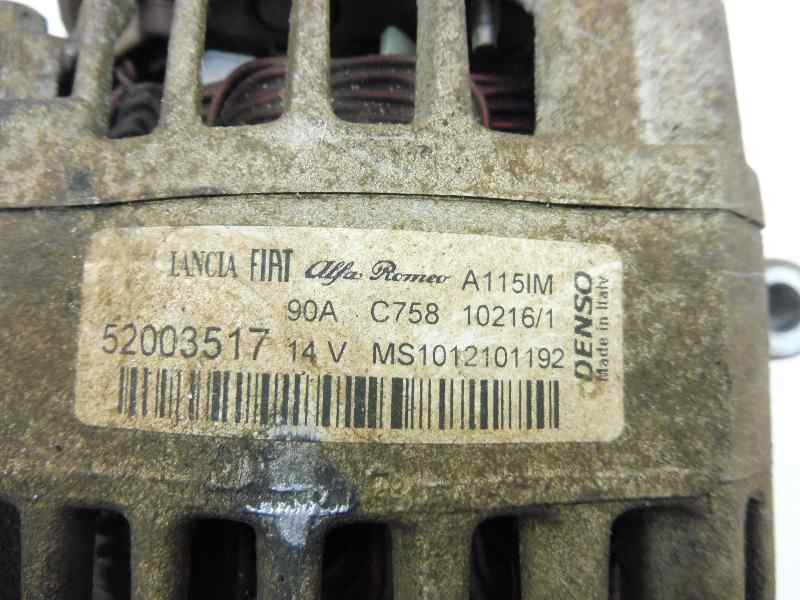 LANCIA FIAT Alfa Romeo A115IM
90A C758 10216/1
52003517 14 V MS1012101192
DENSO
Made in Italy